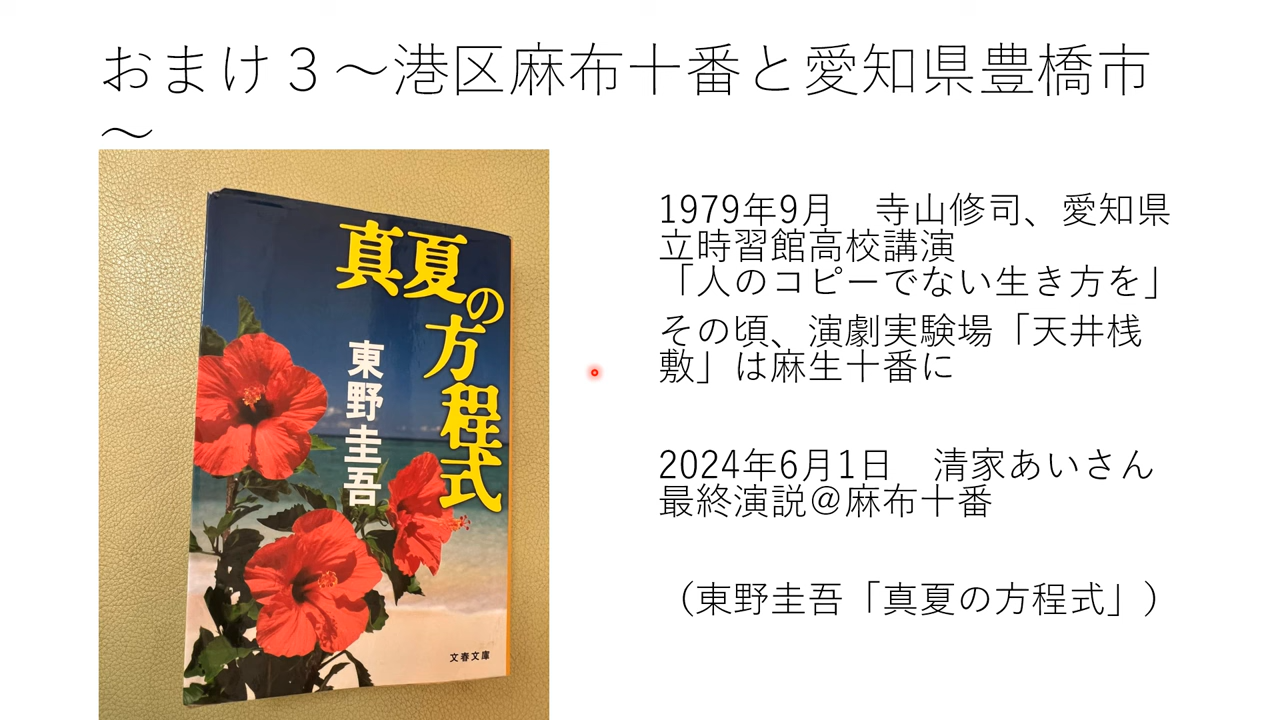 おまけ３～港区麻布十番と愛知県豊橋市
～
真夏の方程式
東野圭吾
文春文庫
1979年9月　寺山修司、愛知県
立時習館高校講演
「人のコピーでない生き方を」
その頃、演劇実験場「天井桟
敷」は麻生十番に
2024年6月1日　清家あいさん
最終演説＠麻布十番
（東野圭吾「真夏の方程式」）